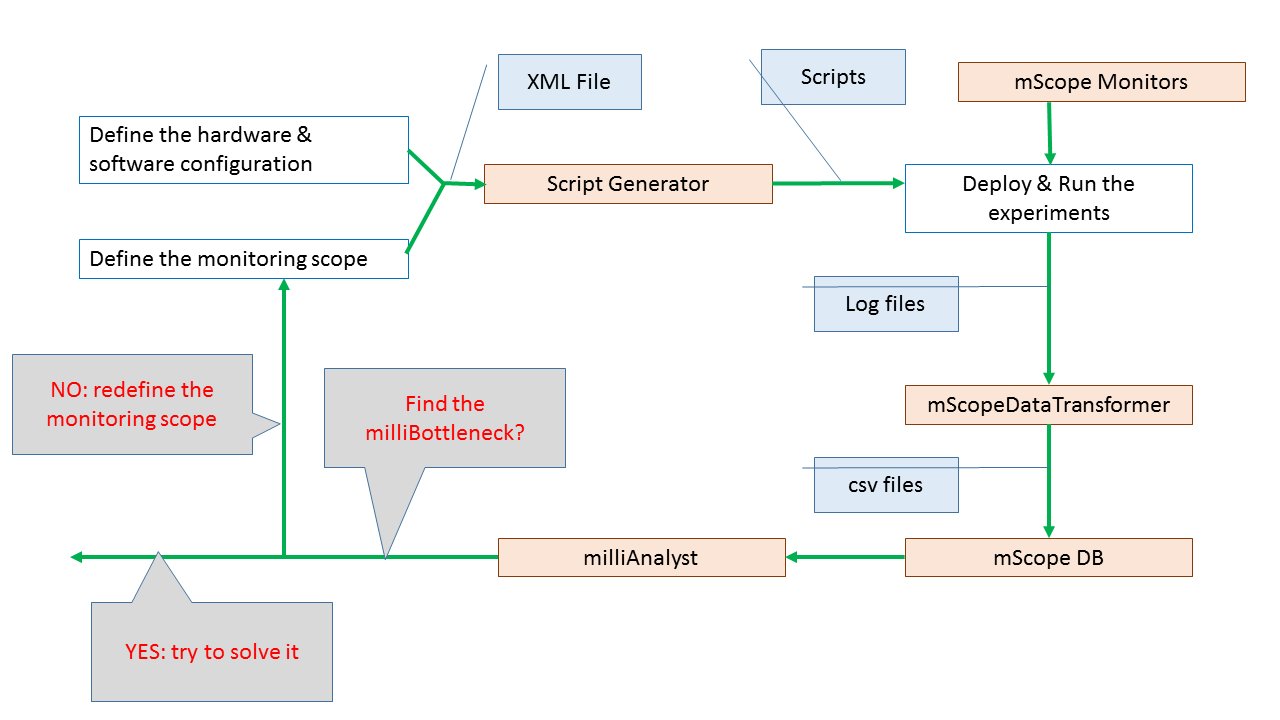 XML File
Scripts
mScope Monitors
Define the hardware &
software configuration
Script Generator
Deploy & Run the
experiments
Define the monitoring scope
Log files
NO: redefine the
monitoring scope
Find the
milliBottleneck?
mScopeDataTransformer
csv files
milliAnalyst
mScope DB
YES: try to solve it